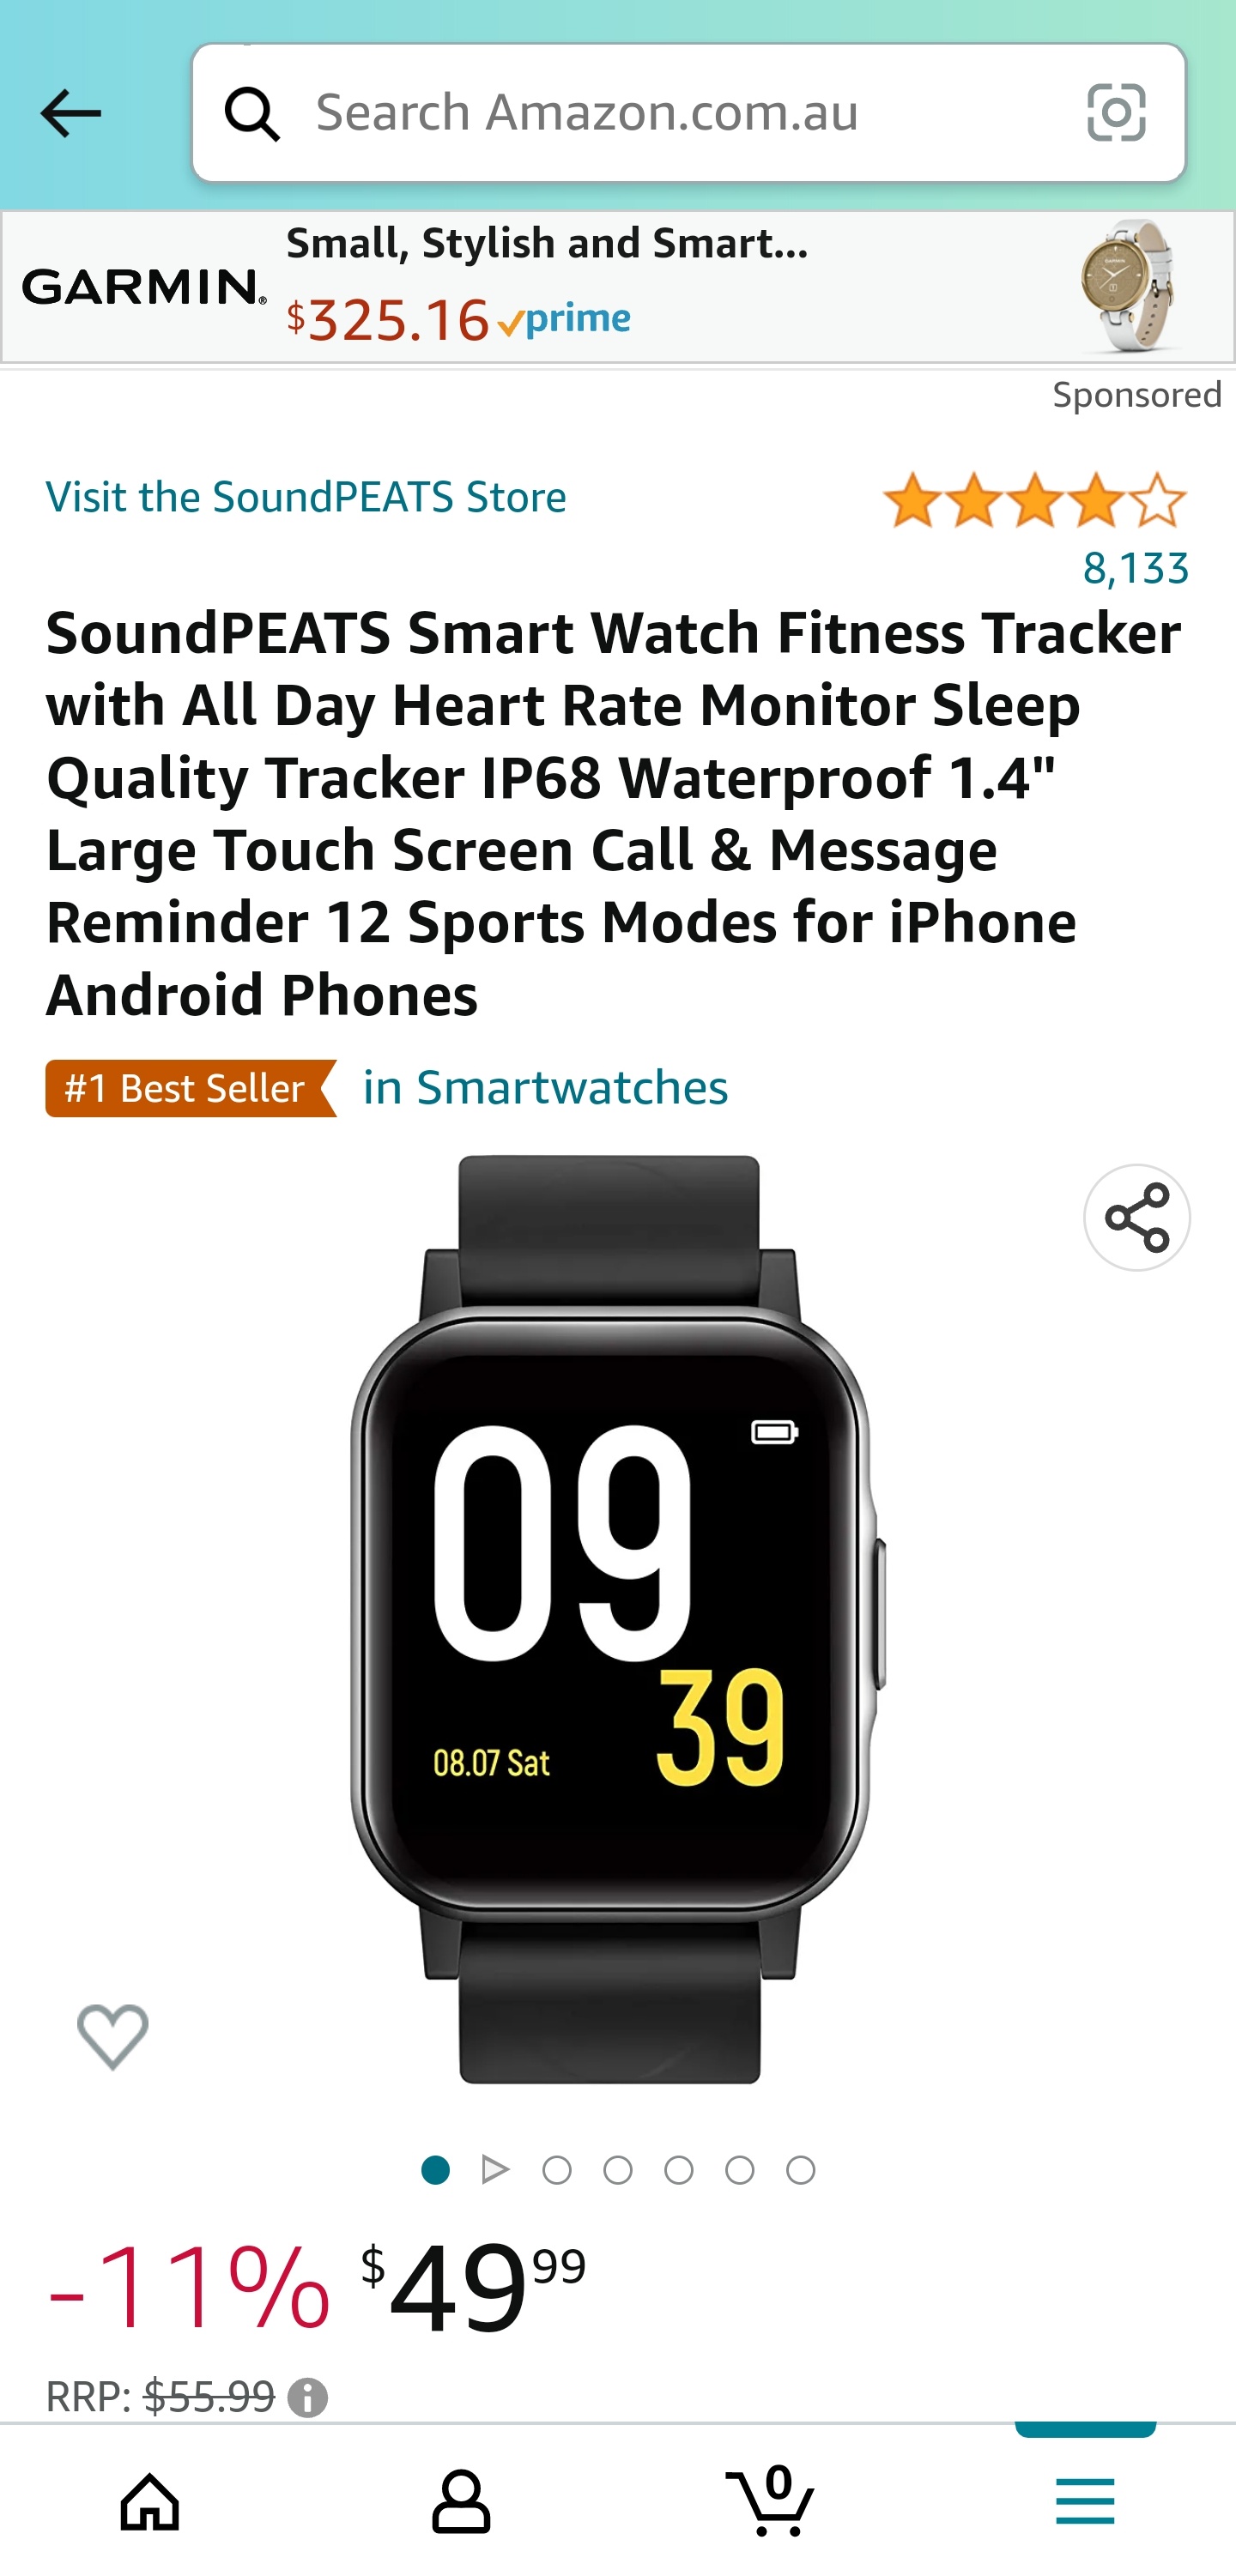 Search Amazon.com.au
GARMIN®
Small, Stylish and Smart...
$325.16 prime
Sponsored
Visit the SoundPEATS Store
8,133
SoundPEATS Smart Watch Fitness Tracker
with All Day Heart Rate Monitor Sleep
Quality Tracker IP68 Waterproof 1.4"
Large Touch Screen Call & Message
Reminder 12 Sports Modes for iPhone
Android Phones
#1 Best Seller in Smartwatches
09
39
08.07 Sat
-11% $49.99
RRP: $55.99
0